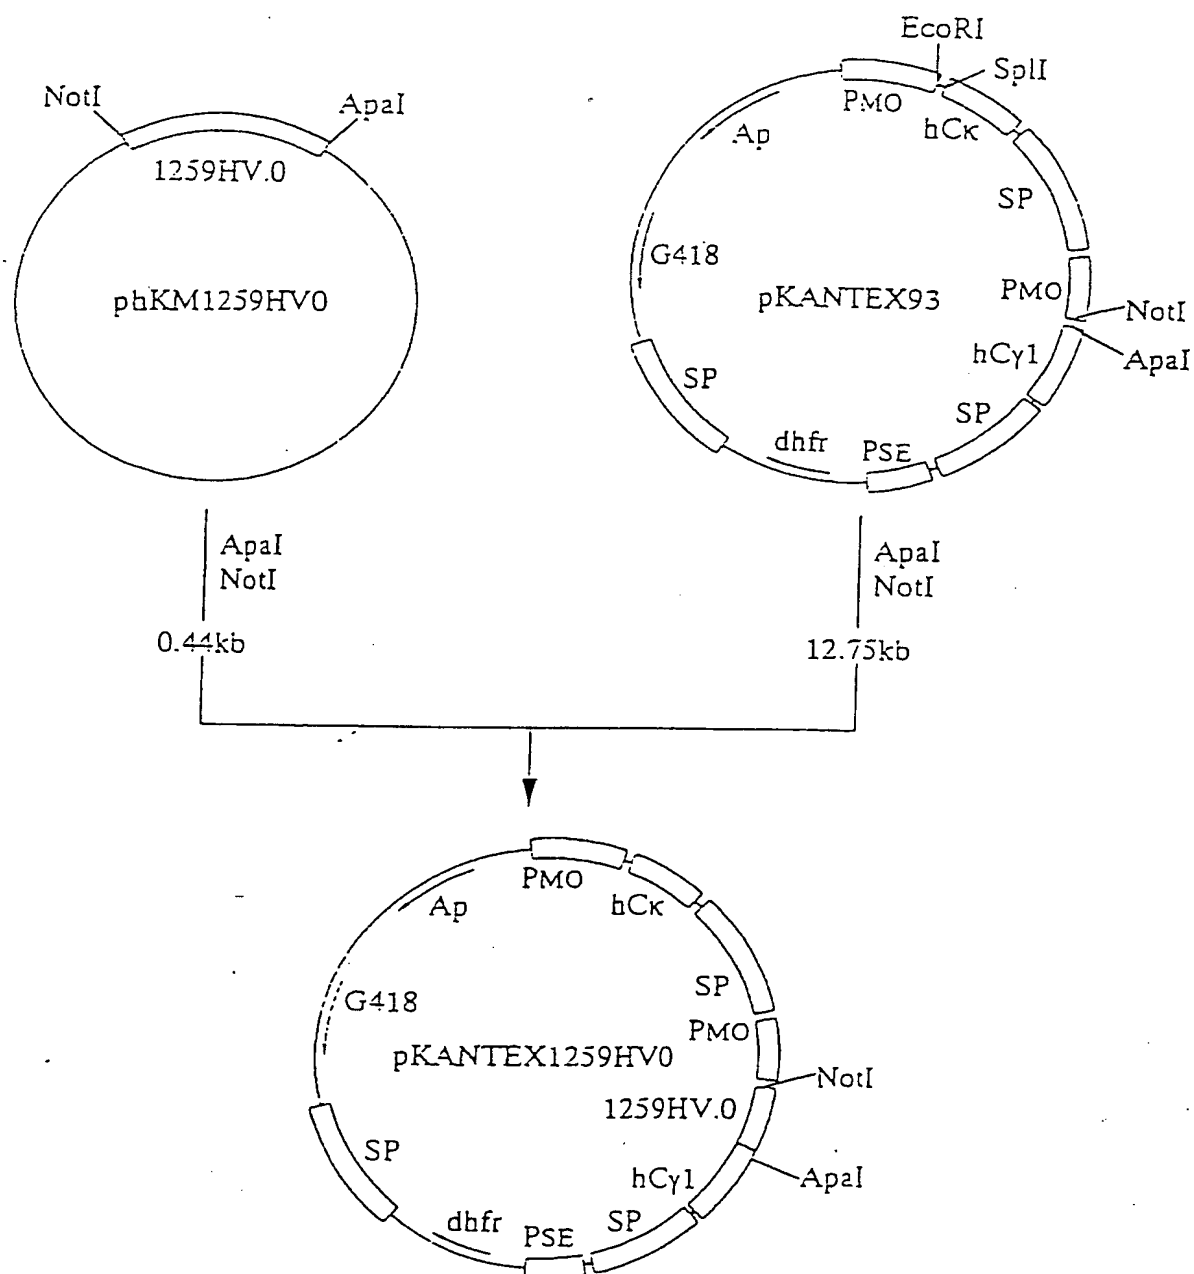 NotI
ApaI
1259HV.0
phKM1259HV0
EcoRI
SplI
PMO
hCκ
Ap
SP
G418
pKANTEX93
PMO
NotI
hCγ1
ApaI
SP
SP
dhfr
PSE
ApaI
NotI
0.44kb
ApaI
NotI
12.75kb
PMO
hCκ
Ap
SP
G418
PMO
pKANTEX1259HV0
NotI
1259HV.0
SP
hCγ1
ApaI
dhfr
PSE
SP